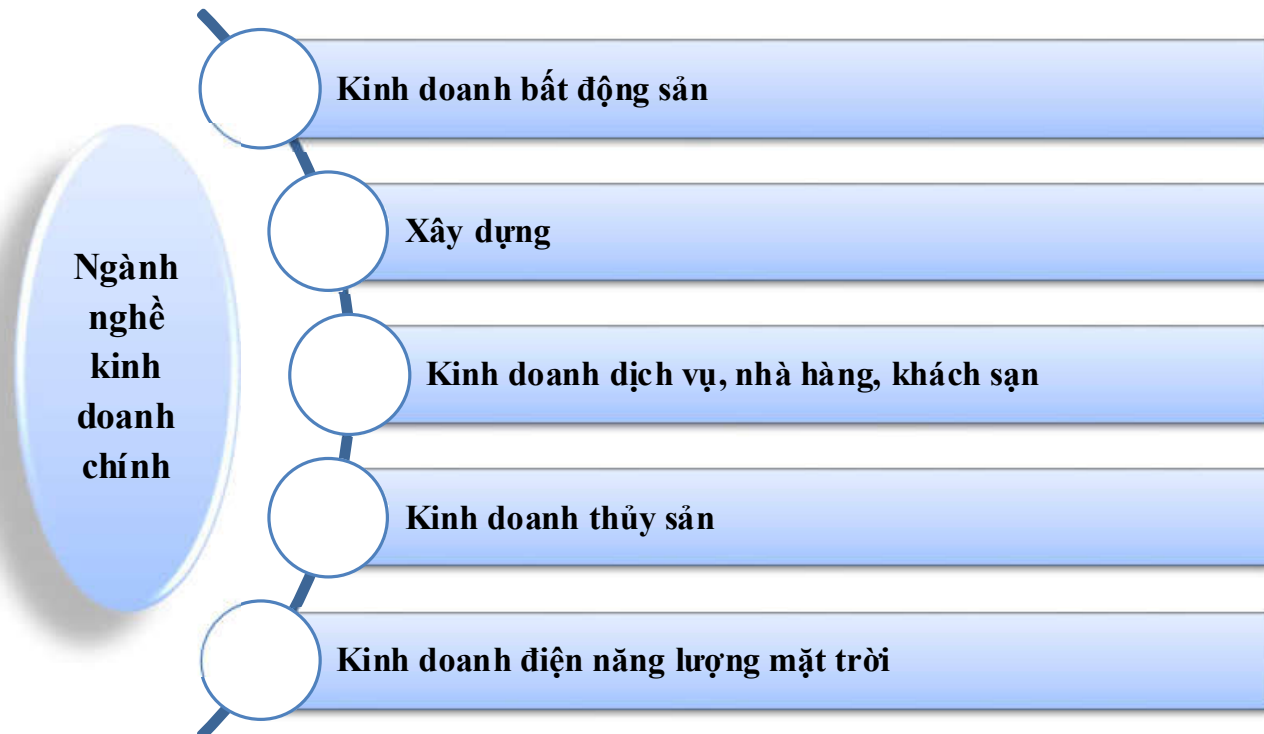 Ngành
nghề
kinh
doanh
chính
Kinh doanh bất động sản
Xây dựng
Kinh doanh dịch vụ, nhà hàng, khách sạn
Kinh doanh thủy sản
Kinh doanh điện năng lượng mặt trời